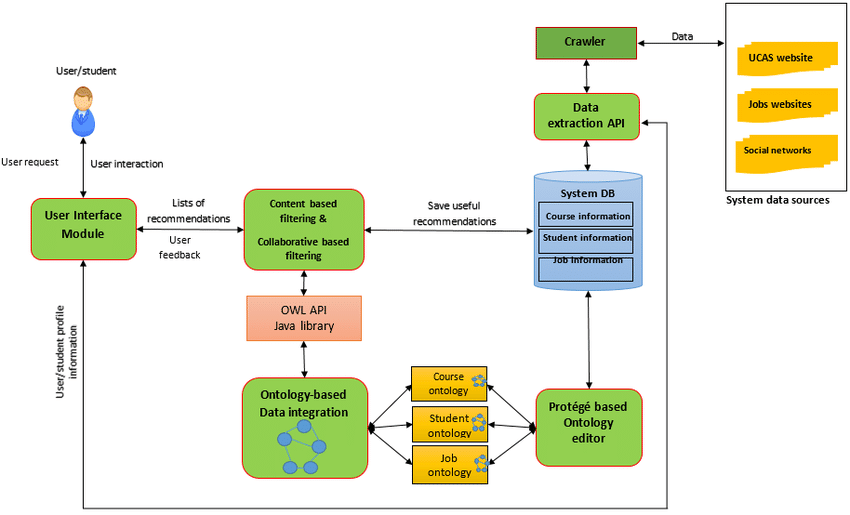 Crawler
Data
UCAS website
Jobs websites
Social networks
System data sources
User/student
Data
extraction API
User request
User interaction
System DB
Course information
Student information
Job information
User Interface
Module
Lists of
recommendations
User
feedback
Content based
filtering &
Collaborative based
filtering
Save useful
recommendations
OWL API
Java library
User/student profile
information
Ontology-based
Data integration
Course
ontology
Student
ontology
Job
ontology
Protégé based
Ontology
editor